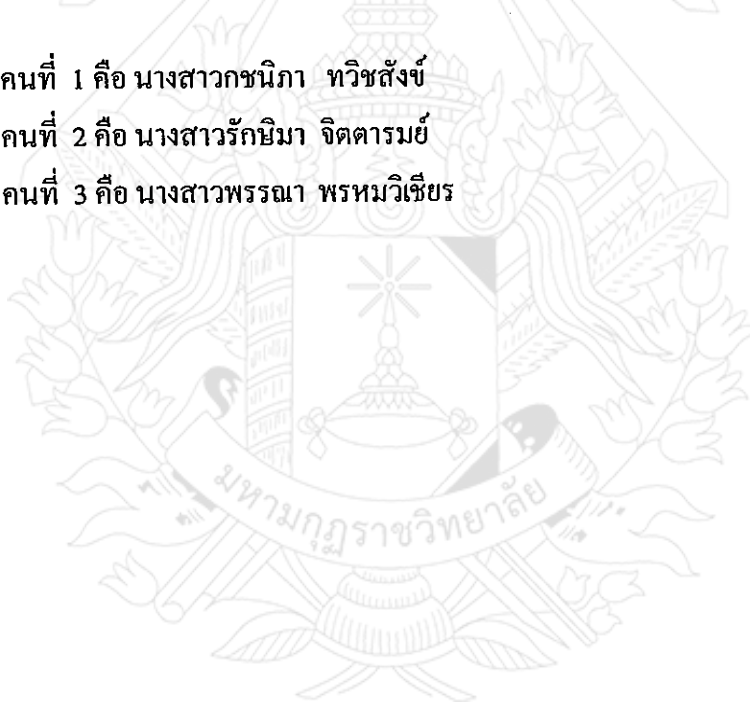 คนที่ 1 คือ นางสาวกชนิภา ทวิชสังข์
คนที่ 2 คือ นางสาวรักษิมา จิตตารมย์
คนที่ 3 คือ นางสาวพรรณา พรหมวิเชียร
มหามกุฏราชวิทยาลัย